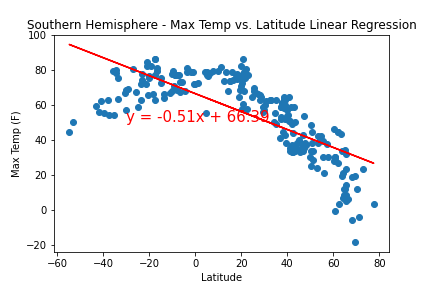 Southern Hemisphere - Max Temp vs. Latitude Linear Regression
100
80
60
40
20
0
−20
Max Temp (F)
y = -0.51x + 66.39
−60 −40 −20 0 20 40 60 80
Latitude